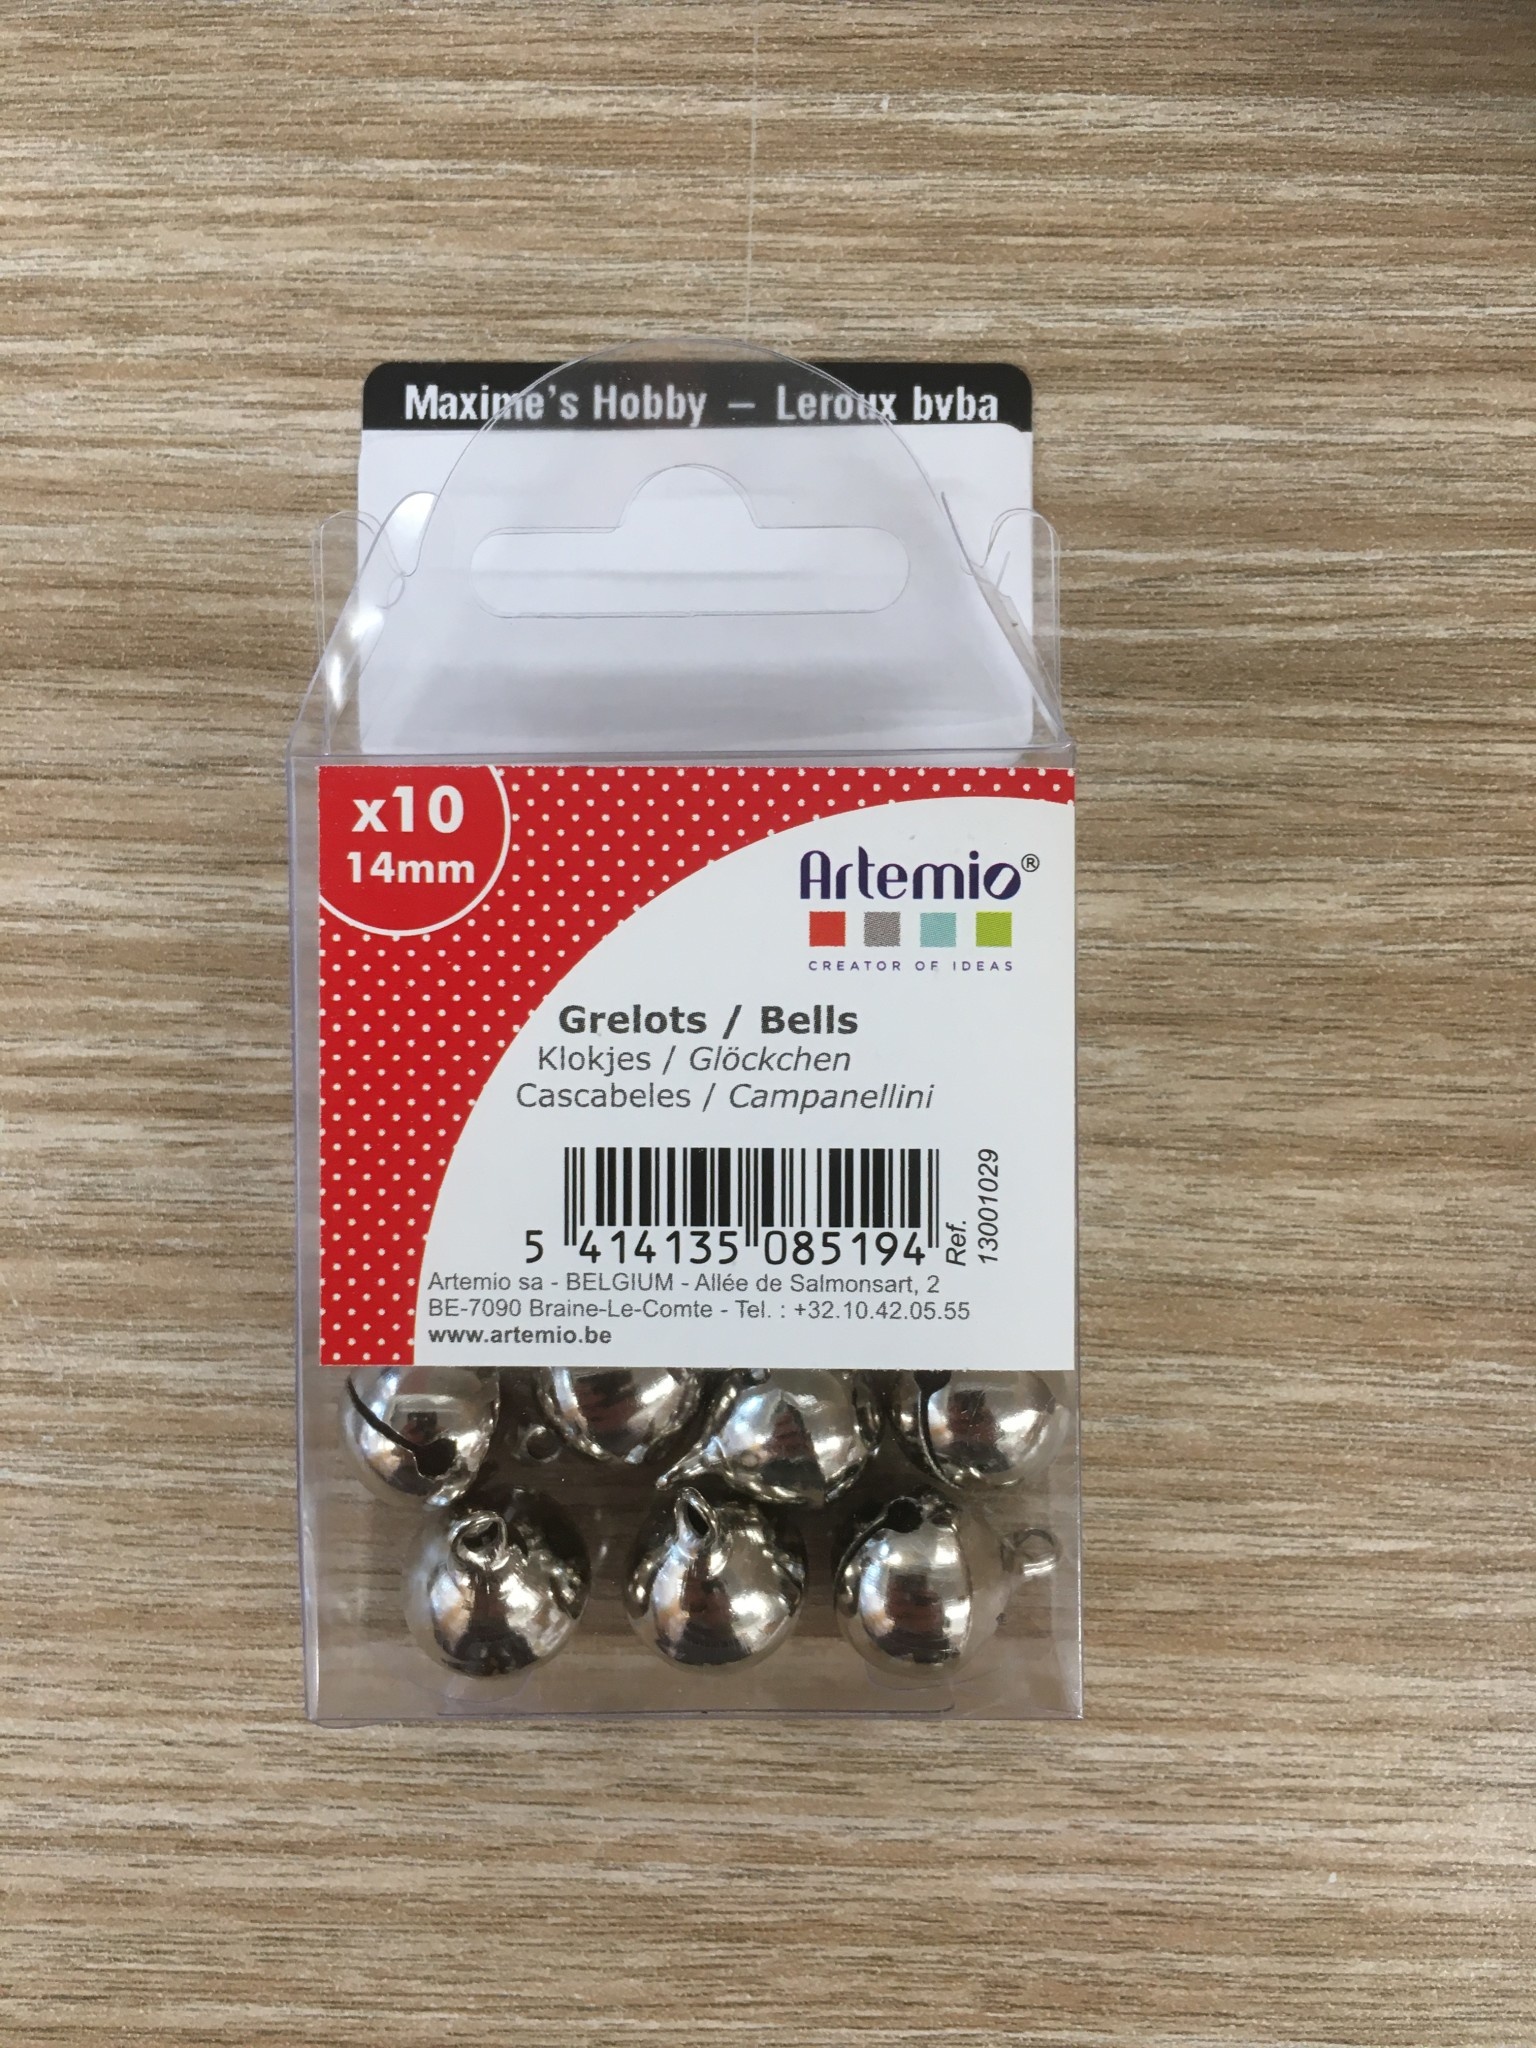 Maxime's Hobby – Leroux bvba
x10
14mm
Artemio®
CREATOR OF IDEAS
Grelots / Bells
Klokjes / Glöckchen
Cascabeles / Campanellini
5 414135 085194
Ref.
13001029
Artemio sa - BELGIUM - Allée de Salmonsart, 2
BE-7090 Braine-Le-Comte - Tel. : +32.10.42.05.55
www.artemio.be